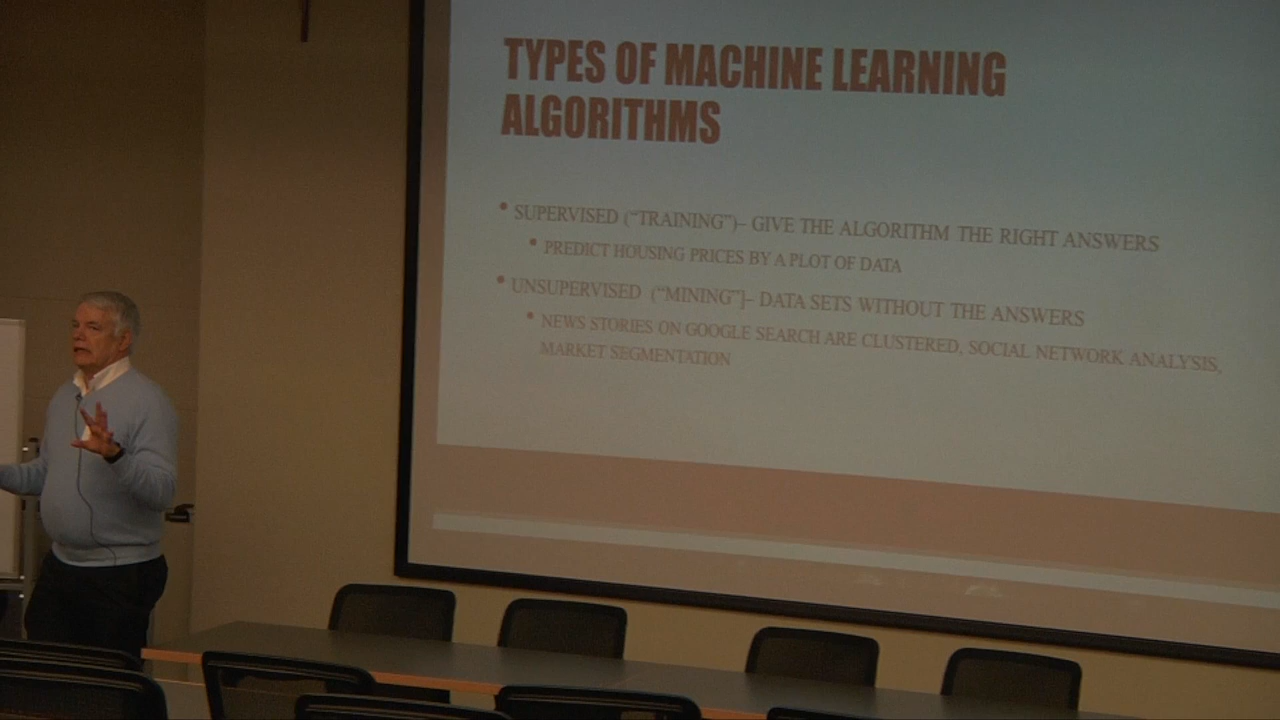 TYPES OF MACHINE LEARNING
ALGORITHMS
• SUPERVISED (“TRAINING”)– GIVE THE ALGORITHM THE RIGHT ANSWERS
• PREDICT HOUSING PRICES BY A PLOT OF DATA
• UNSUPERVISED (“MINING”]– DATA SETS WITHOUT THE ANSWERS
• NEWS STORIES ON GOOGLE SEARCH ARE CLUSTERED, SOCIAL NETWORK ANALYSIS,
MARKET SEGMENTATION